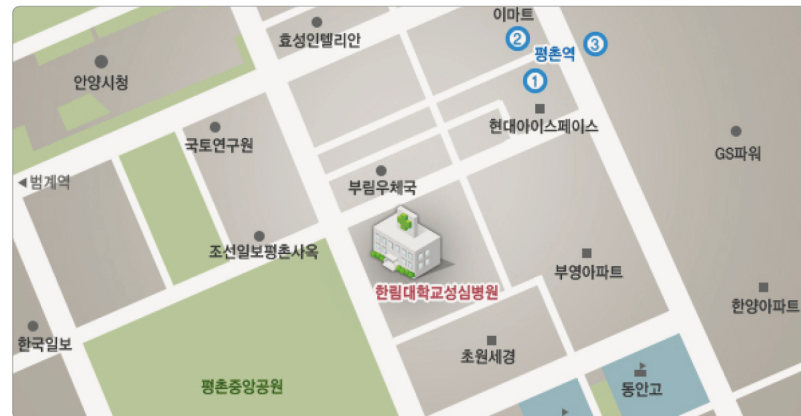 이마트
효성인텔리안
②
③
평촌역
안양시청
①
현대아이스페이스
국토연구원
GS파워
◀범계역
부림우체국
조선일보평촌사옥
부영아파트
한림대학교성심병원
한양아파트
한국일보
초원세경
평촌중앙공원
동안고